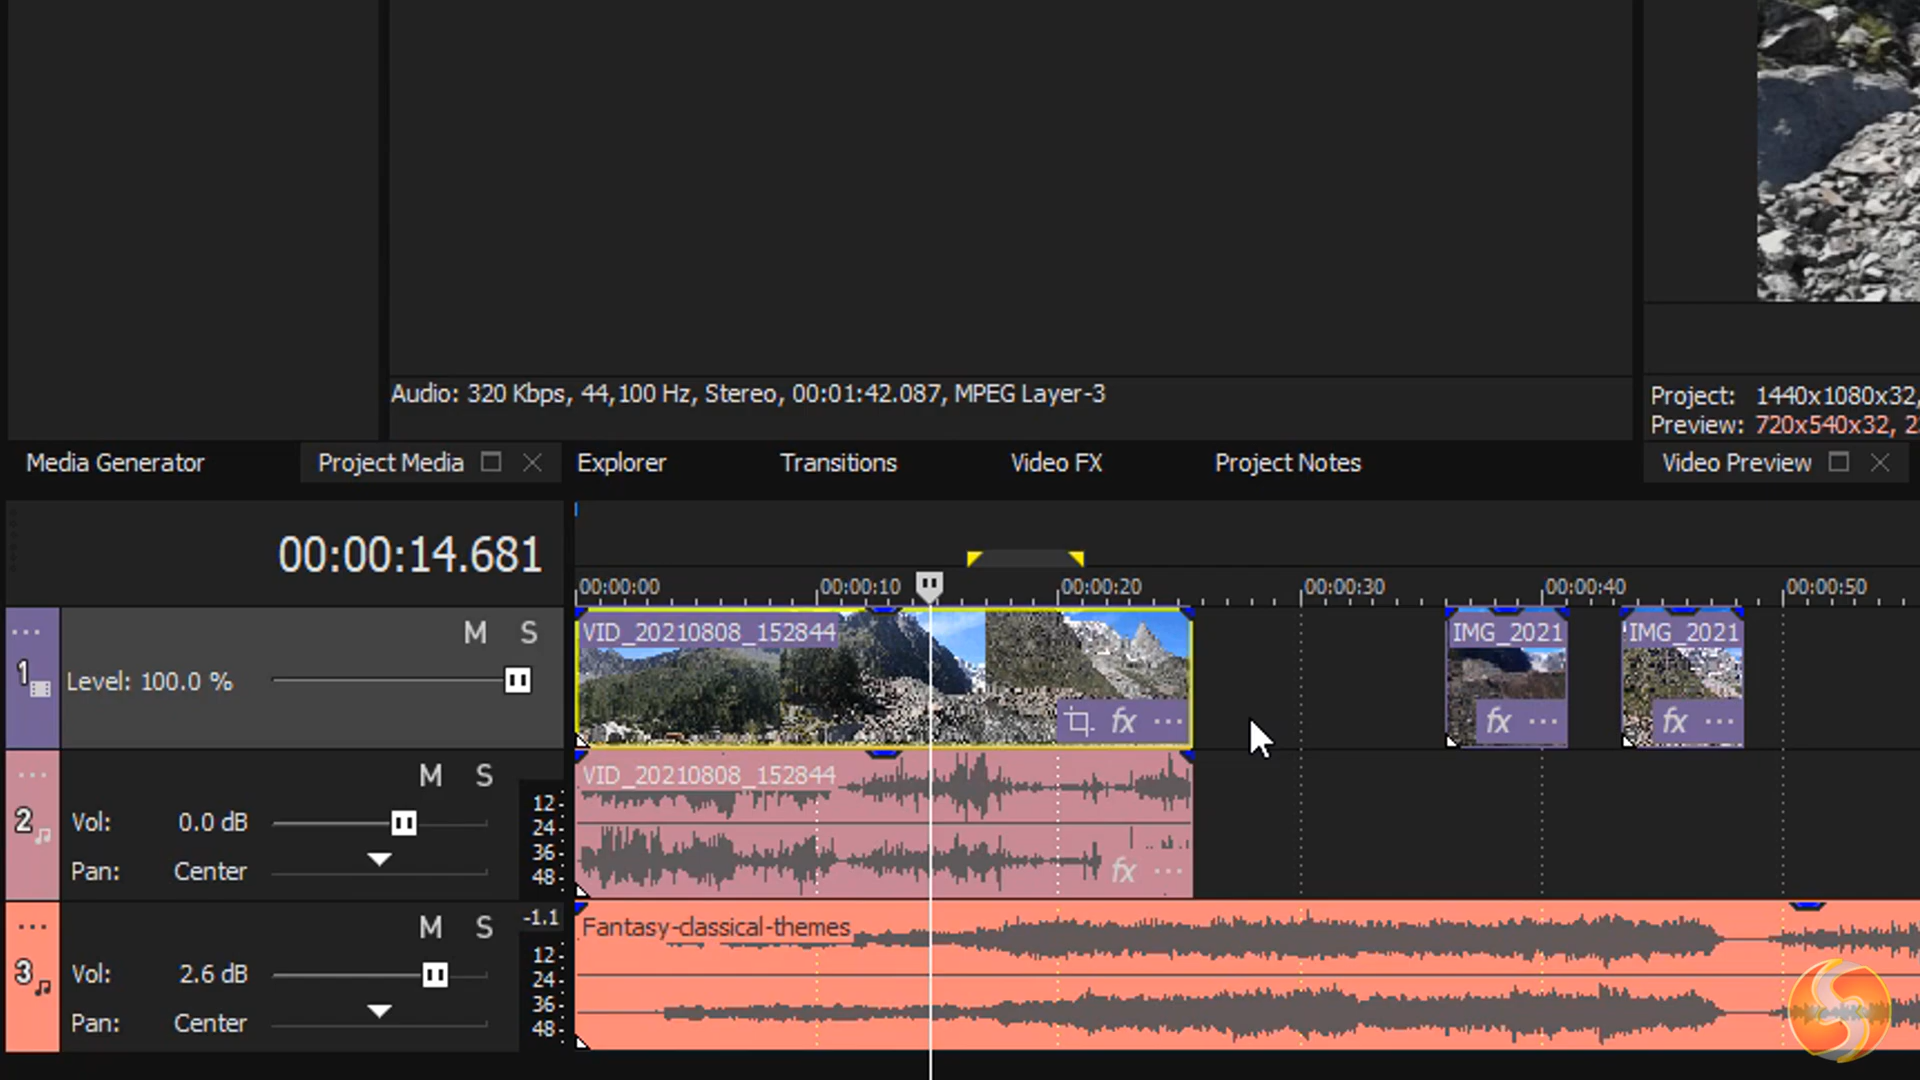 Audio: 320 Kbps, 44,100 Hz, Stereo, 00:01:42.087, MPEG Layer-3
Project: 1440x1080x32,
Preview: 720x540x32, 2
Media Generator
Project Media
Explorer
Transitions
Video FX
Project Notes
Video Preview
00:00:14.681
00:00:00
00:00:10
00:00:20
00:00:30
00:00:40
00:00:50
1
M S
Level: 100.0 %
VID_20210808_152844
fx ...
IMG_2021
fx ...
IMG_2021
fx ...
2
M S
Vol: 0.0 dB
Pan: Center
12
24
36
48
VID_20210808_152844
fx ...
3
M S
Vol: 2.6 dB
Pan: Center
-1.1
12
24
36
48
Fantasy-classical-themes